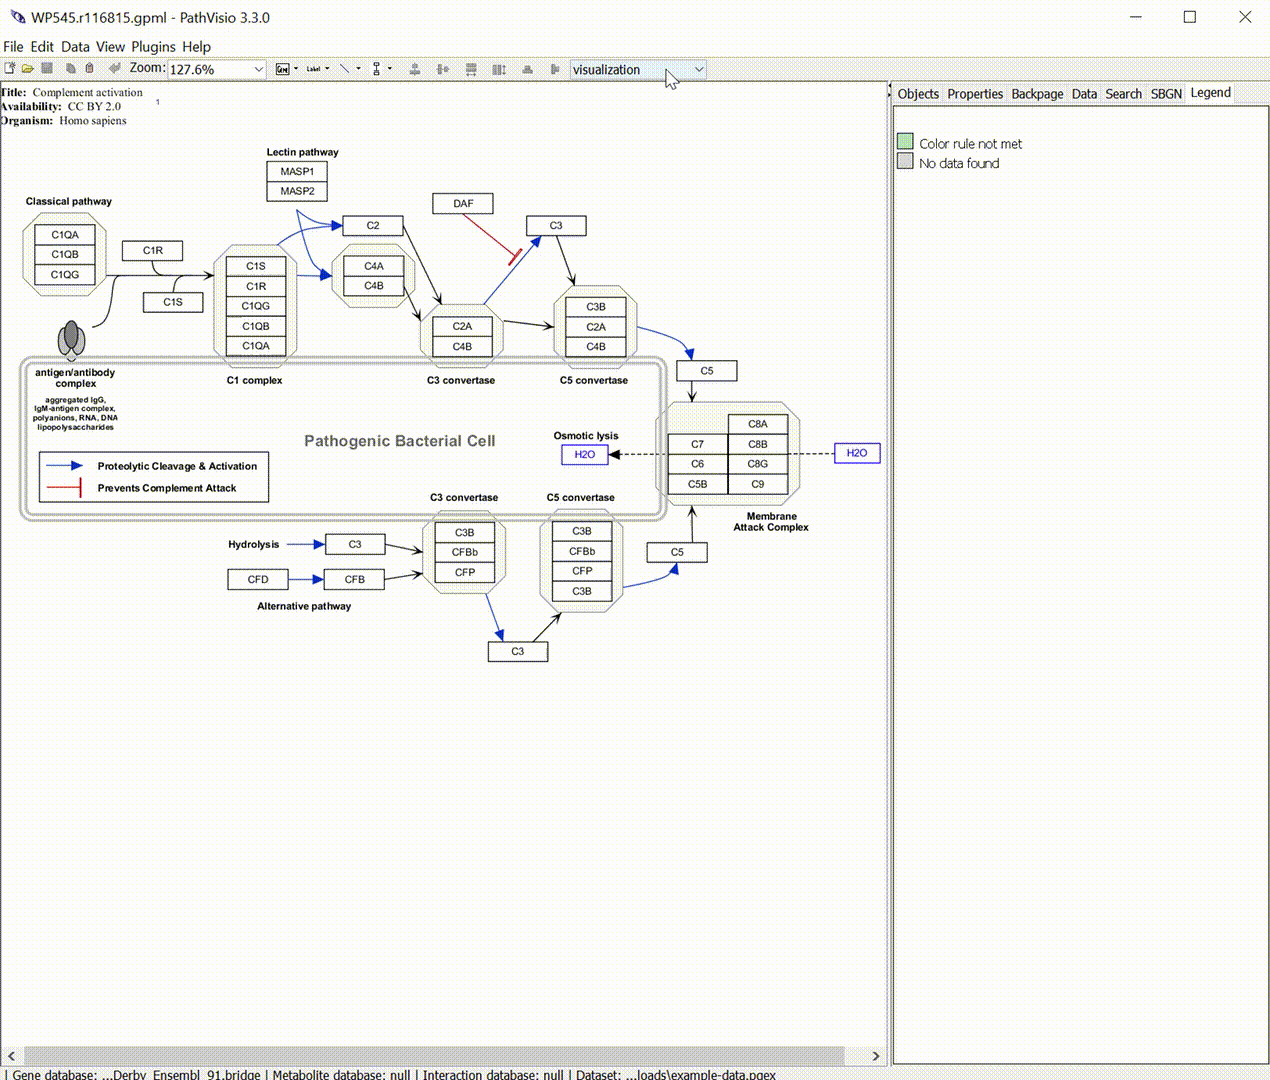 WP545.r116815.gpml - PathVisio 3.3.0
File Edit Data View Plugins Help
Zoom: 127.6%
Label
visualization
Title: Complement activation
Availability: CC BY 2.0
1
Organism: Homo sapiens
Objects Properties Backpage Data Search SBGN Legend
Color rule not met
No data found
Lectin pathway
MASP1
MASP2
Classical pathway
C1QA
C1QB
C1QG
C1R
C1S
C1S
C1R
C1QG
C1QB
C1QA
C1 complex
C2
C4A
C4B
DAF
C3
C2A
C4B
C3 convertase
C3B
C2A
C4B
C5 convertase
C5
antigen/antibody
complex
aggregated IgG,
IgM-antigen complex,
polyanions, RNA, DNA
lipopolysaccharides
Pathogenic Bacterial Cell
Osmotic lysis
H2O
C8A
C7 C8B
C6 C8G
C5B C9
H2O
Membrane
Attack Complex
Proteolytic Cleavage & Activation
Prevents Complement Attack
C3 convertase
C5 convertase
C3B
CFBb
CFP
C3B
CFBb
CFP
C3B
Hydrolysis
C3
CFD
CFB
Alternative pathway
C5
C3
| Gene database: ...Derby_Ensembl_91.bridge | Metabolite database: null | Interaction database: null | Dataset: ...loads\example-data.pgex